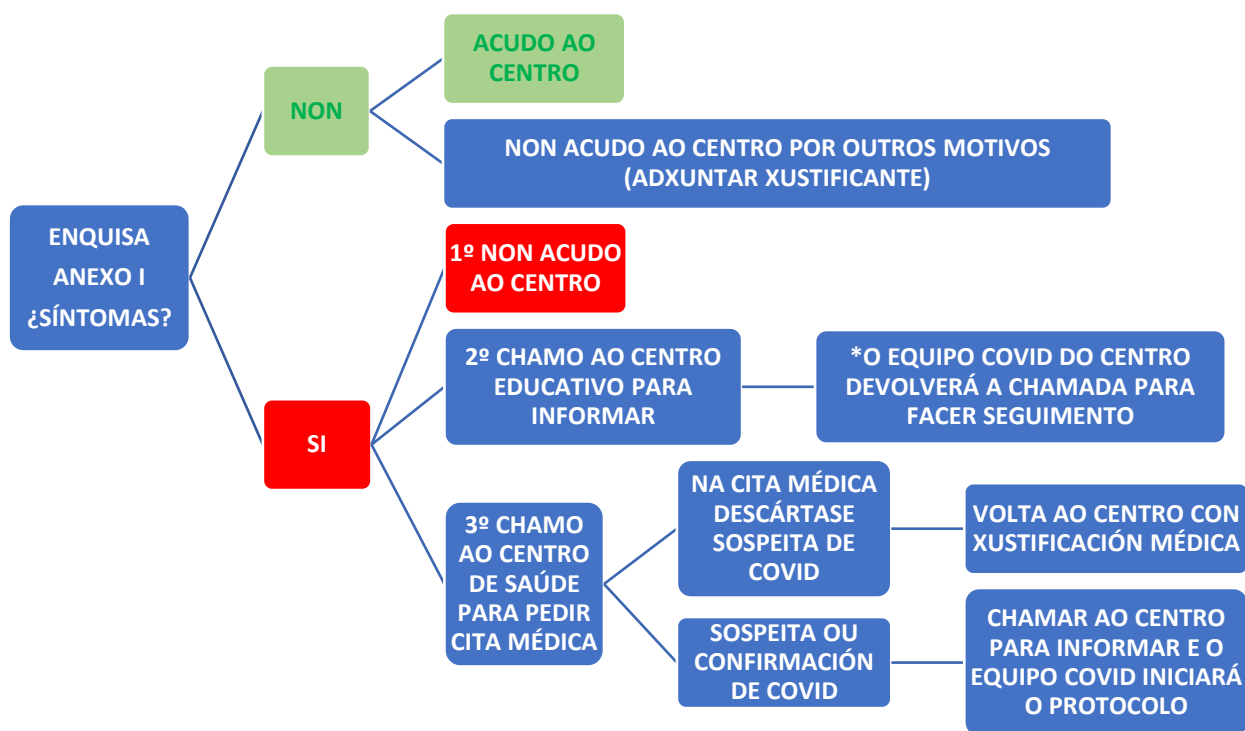 ENQUISA
ANEXO I
¿SÍNTOMAS?
NON
ACUDO AO
CENTRO
NON ACUDO AO CENTRO POR OUTROS MOTIVOS
(ADXUNTAR XUSTIFICANTE)
SI
1º NON ACUDO
AO CENTRO
2º CHAMO AO CENTRO
EDUCATIVO PARA
INFORMAR
*O EQUIPO COVID DO CENTRO
DEVOLVERÁ A CHAMADA PARA
FACER SEGUIMENTO
3º CHAMO
AO CENTRO
DE SAÚDE
PARA PEDIR
CITA MÉDICA
NA CITA MÉDICA
DESCÁRTASE
SOSPEITA DE
COVID
VOLTA AO CENTRO CON
XUSTIFICACIÓN MÉDICA
SOSPEITA OU
CONFIRMACIÓN
DE COVID
CHAMAR AO CENTRO
PARA INFORMAR E O
EQUIPO COVID INICIARÁ
O PROTOCOLO